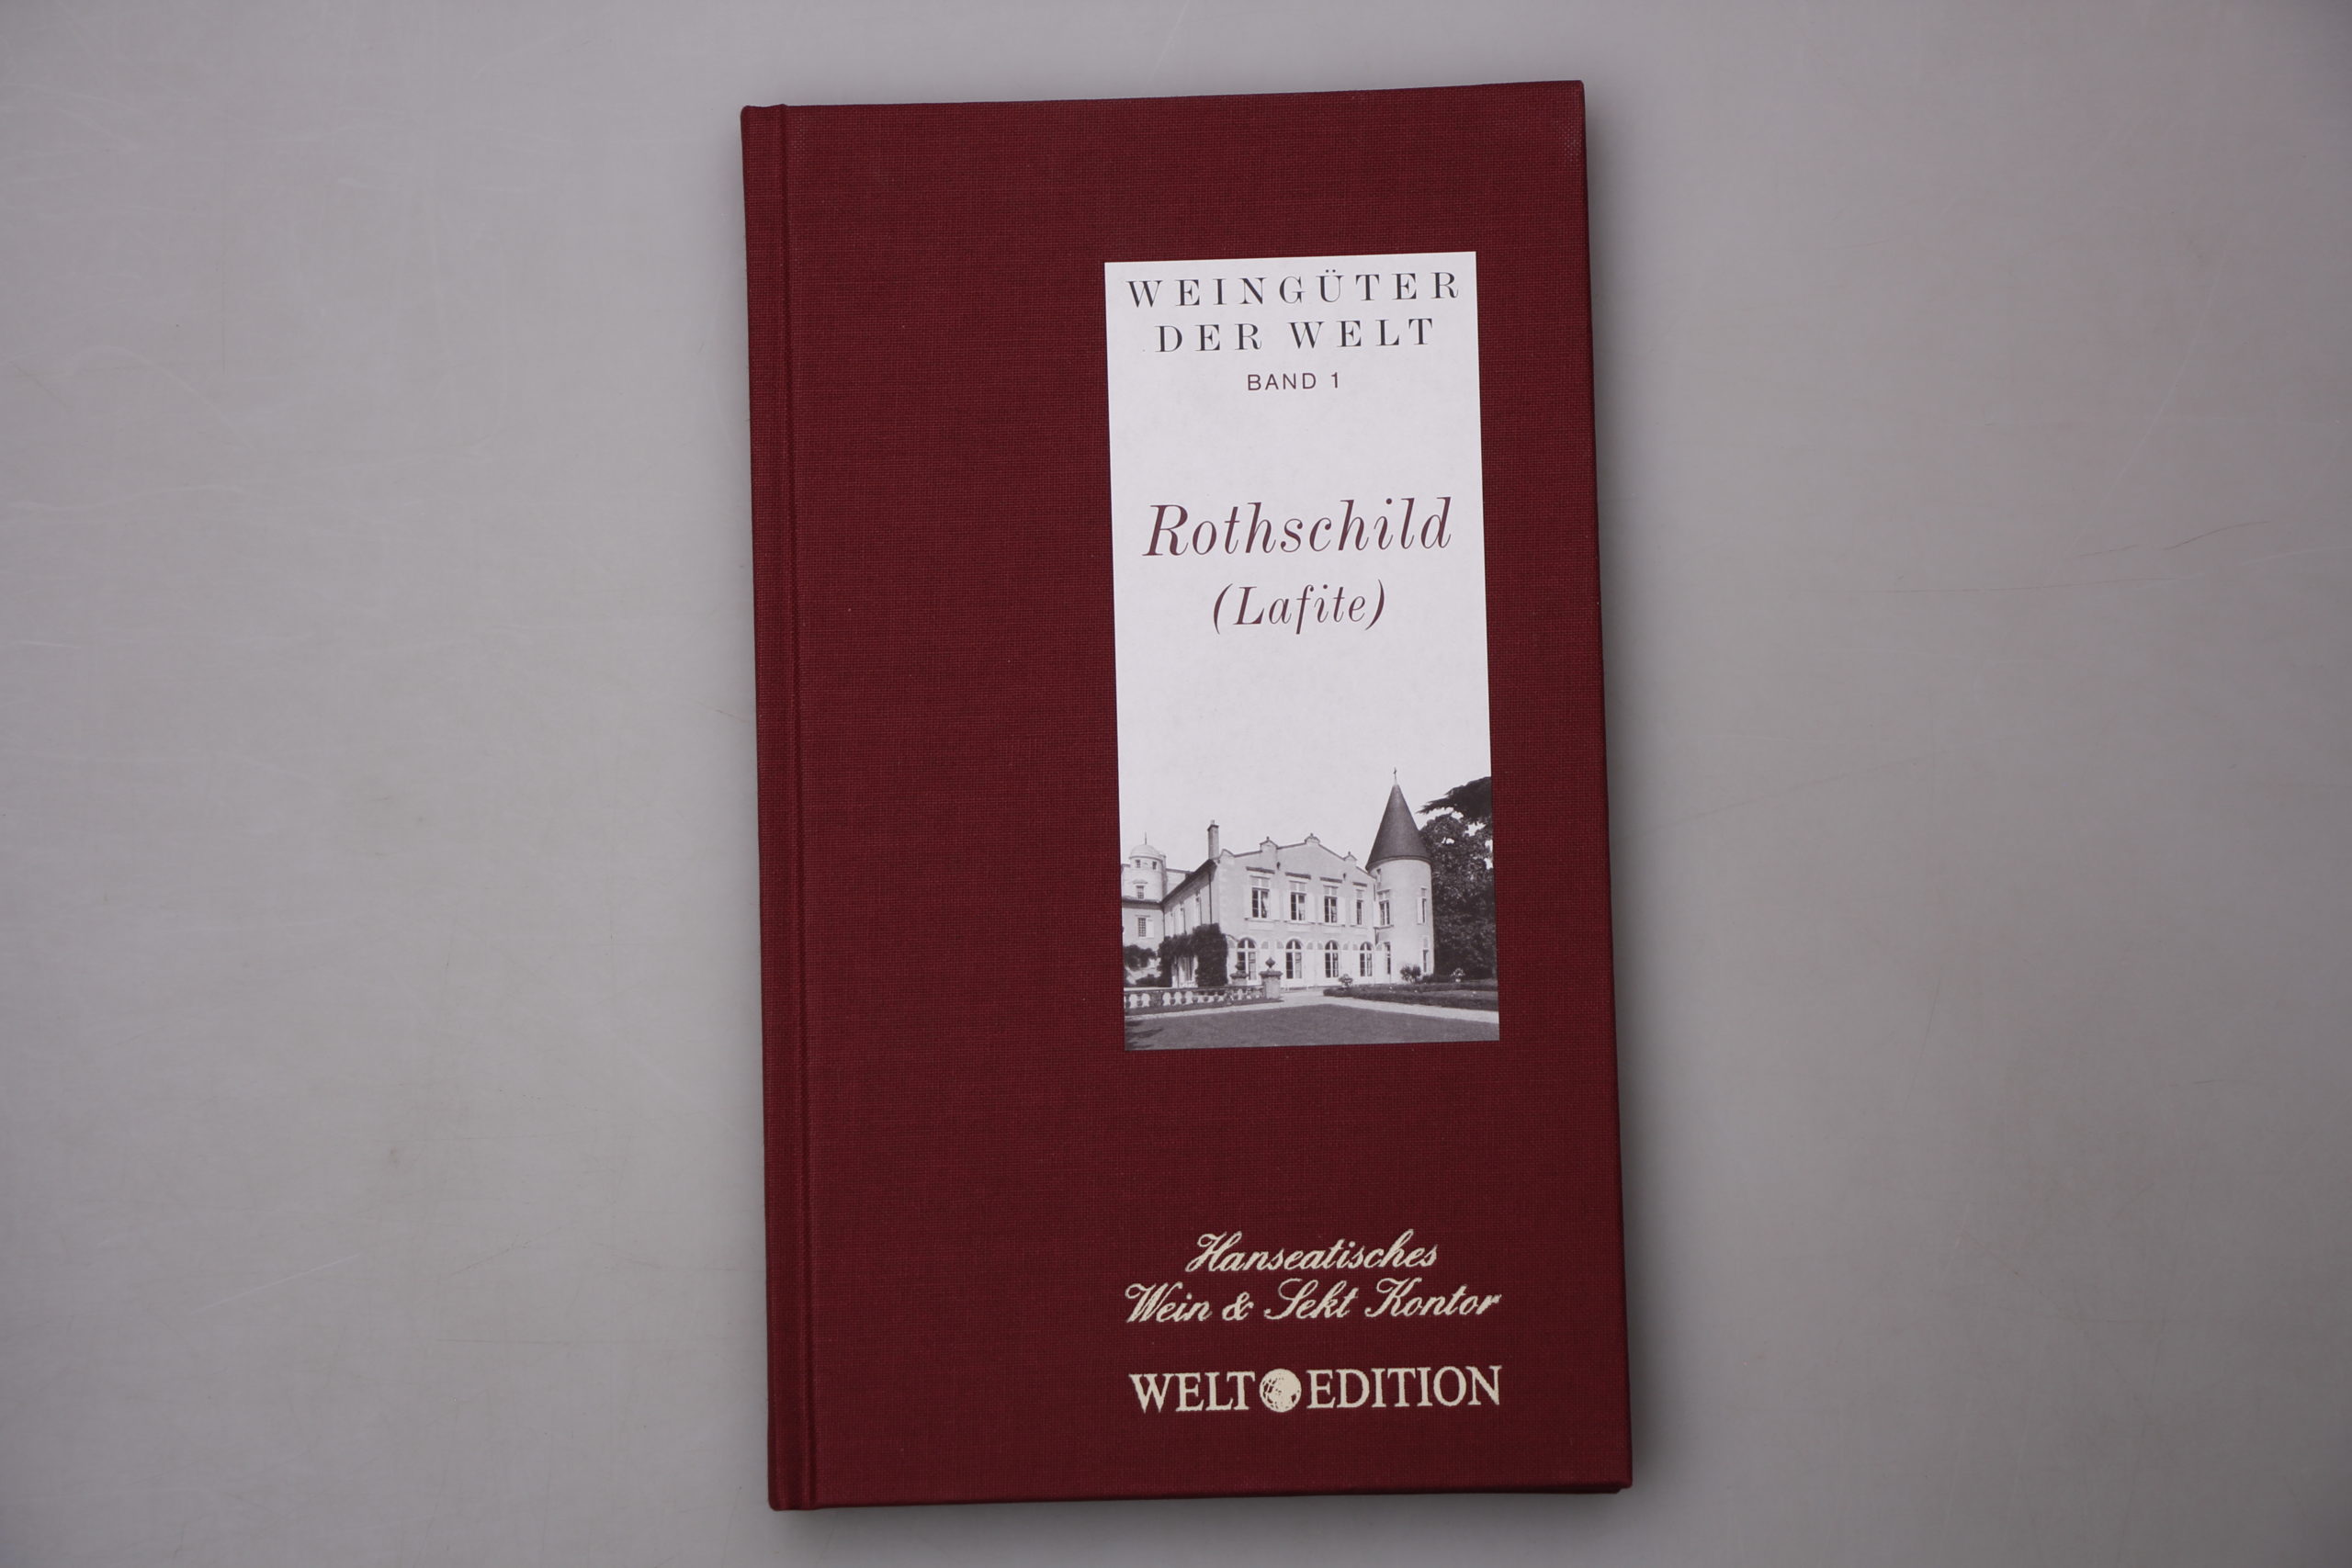 WEINGÜTER
DER WELT
BAND 1
Rothschild
(Lafite)
Hanseatisches
Wein & Sekt Kontor
WELT EDITION